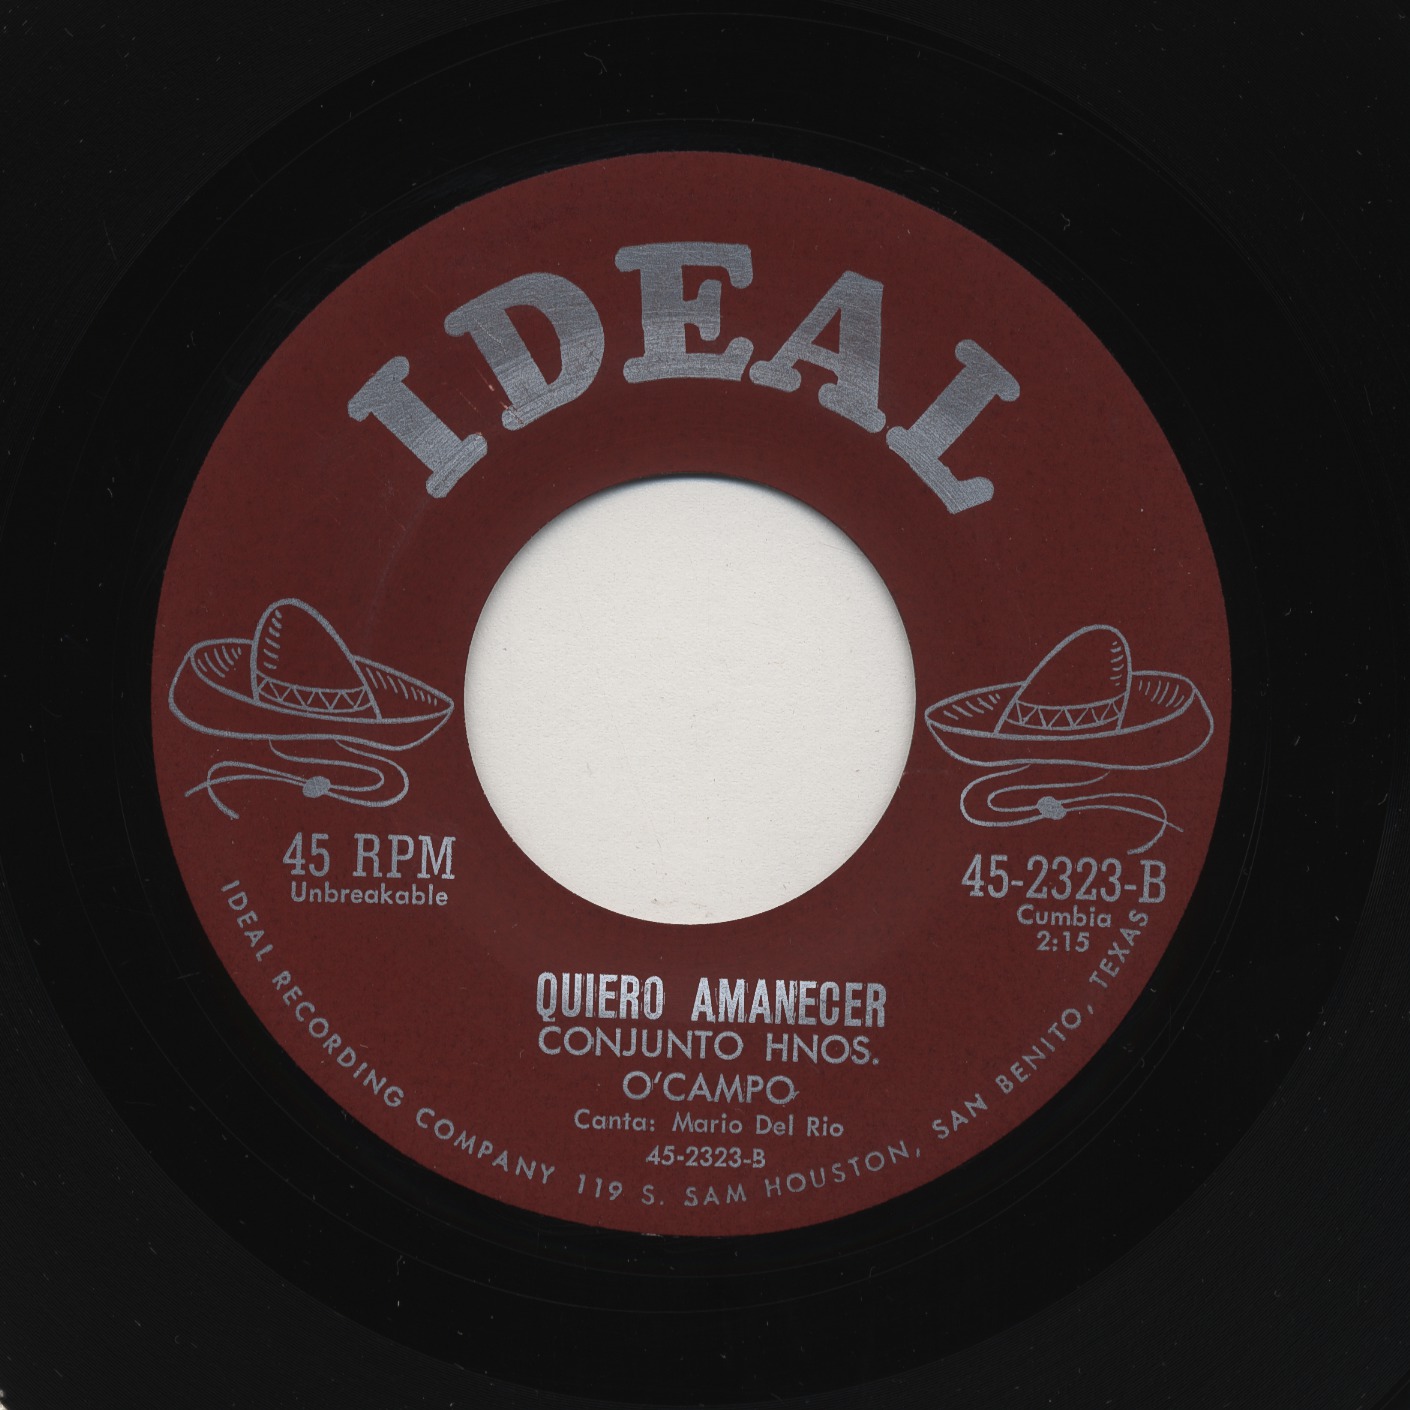 IDEAL
45 RPM
Unbreakable
45-2323-B
Cumbia
2:15
QUIERO AMANECER
CONJUNTO HNOS.
O'CAMPO
Canta: Mario Del Rio
45-2323-B
IDEAL RECORDING COMPANY 119 S. SAM HOUSTON, SAN BENITO, TEXAS